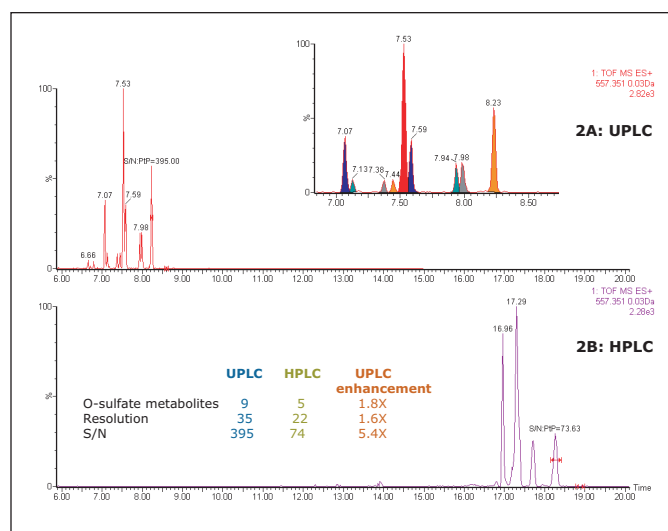 7.53
1: TOF MS ES+
557.351 0.03Da
2.82e3
100
8.23
2A: UPLC
%
7.07
7.59
7.13
7.38
7.44
7.94
7.98
7.00
7.50
8.00
8.50
100
7.53
S/N:PtP=395.00
7.07
7.59
7.98
6.66
%
0
6.00 7.00 8.00 9.00 10.00 11.00 12.00 13.00 14.00 15.00 16.00 17.00 18.00 19.00 20.00
1: TOF MS ES+
557.351 0.03Da
2.28e3
100
17.29
16.96
2B: HPLC
S/N:PtP=73.63
%
UPLC HPLC UPLC
enhancement
O-sulfate metabolites 9 5 1.8X
Resolution 35 22 1.6X
S/N 395 74 5.4X
0
Time
6.00 7.00 8.00 9.00 10.00 11.00 12.00 13.00 14.00 15.00 16.00 17.00 18.00 19.00 20.00